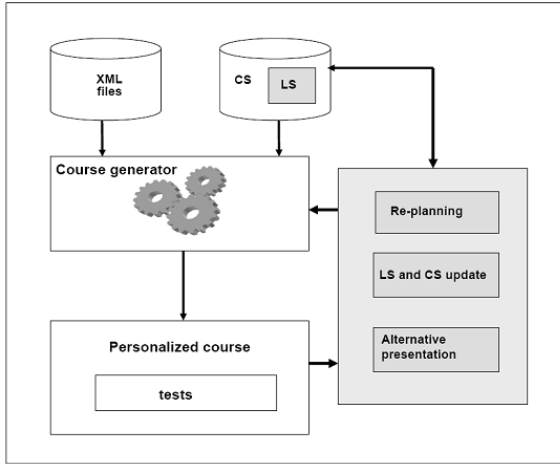 XML
files
CS
LS
Course generator
Re-planning
LS and CS update
Alternative
presentation
Personalized course
tests